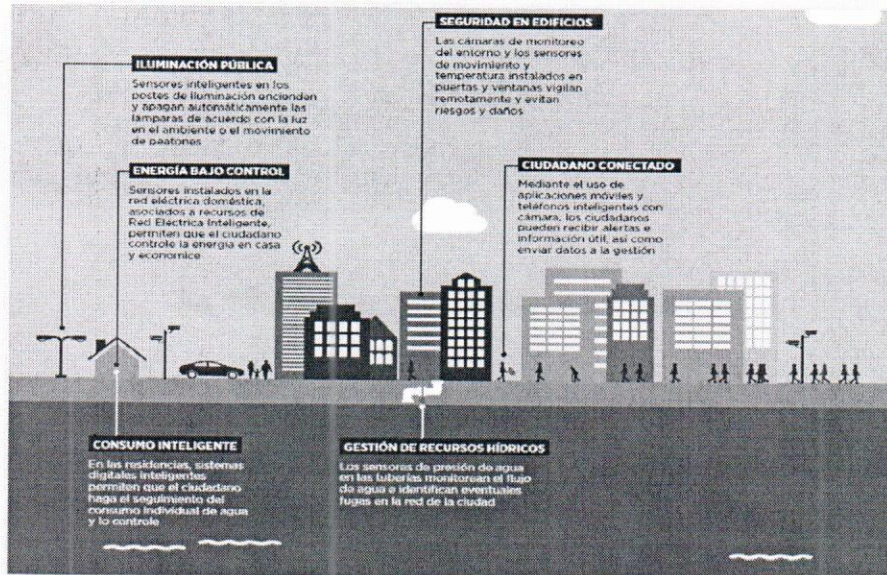 ILUMINACIÓN PÚBLICA
Sensores inteligentes en los
postes de iluminación encienden
y apagan automáticamente las
lámparas de acuerdo con la luz
en el ambiente o el movimiento
de peatones
ENERGÍA BAJO CONTROL
Sensores instalados en la
red eléctrica doméstica,
asociados a recursos de
Red Eléctrica Inteligente,
permiten que el ciudadano
controle la energía en casa
y economice
SEGURIDAD EN EDIFICIOS
Las cámaras de monitoreo
del entorno y los sensores
de movimiento y
temperatura instalados en
puertas y ventanas vigilan
remotamente y evitan
riesgos y daños
CIUDADANO CONECTADO
Mediante el uso de
aplicaciones móviles y
teléfonos inteligentes con
cámara, los ciudadanos
pueden recibir alertas e
información útil, así como
enviar datos a la gestión
CONSUMO INTELIGENTE
En las residencias, sistemas
digitales inteligentes
permiten que el ciudadano
haga el seguimiento del
consumo individual de agua
y lo controle
GESTIÓN DE RECURSOS HÍDRICOS
Los sensores de presión de agua
en las tuberías monitorean el flujo
de agua e identifican eventuales
fugas en la red de la ciudad